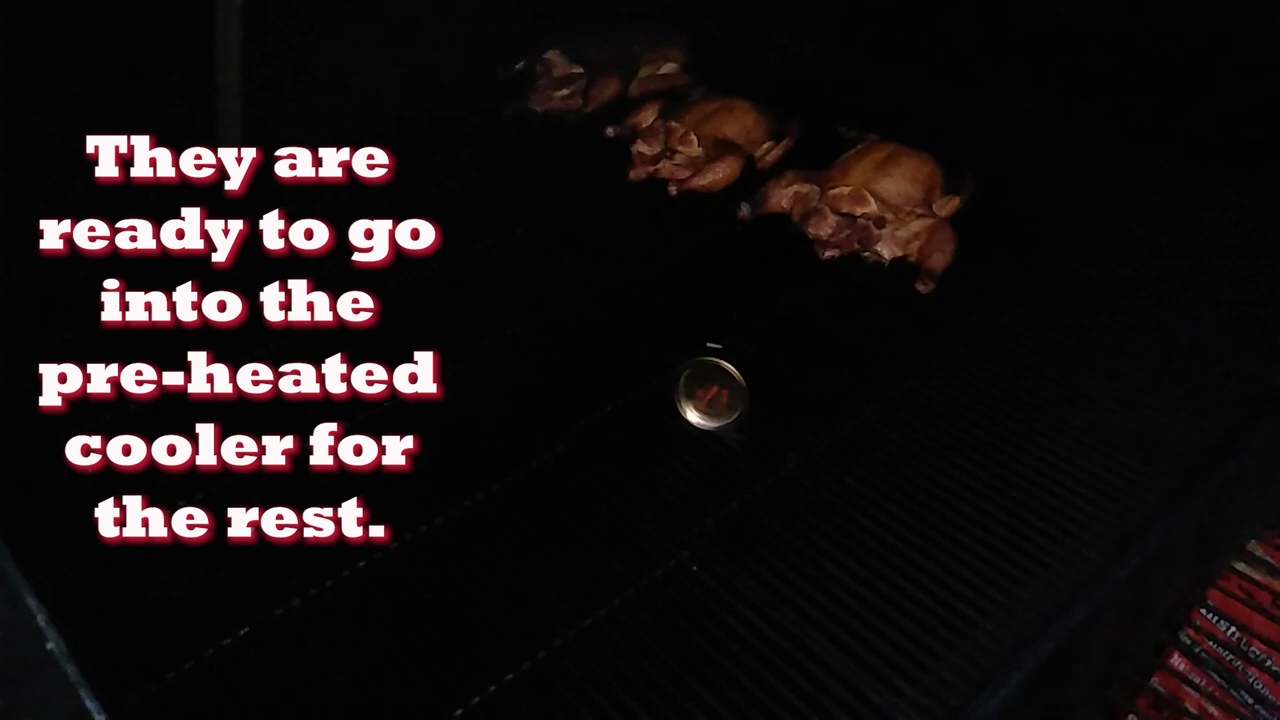 They are
ready to go
into the
pre-heated
cooler for
the rest.